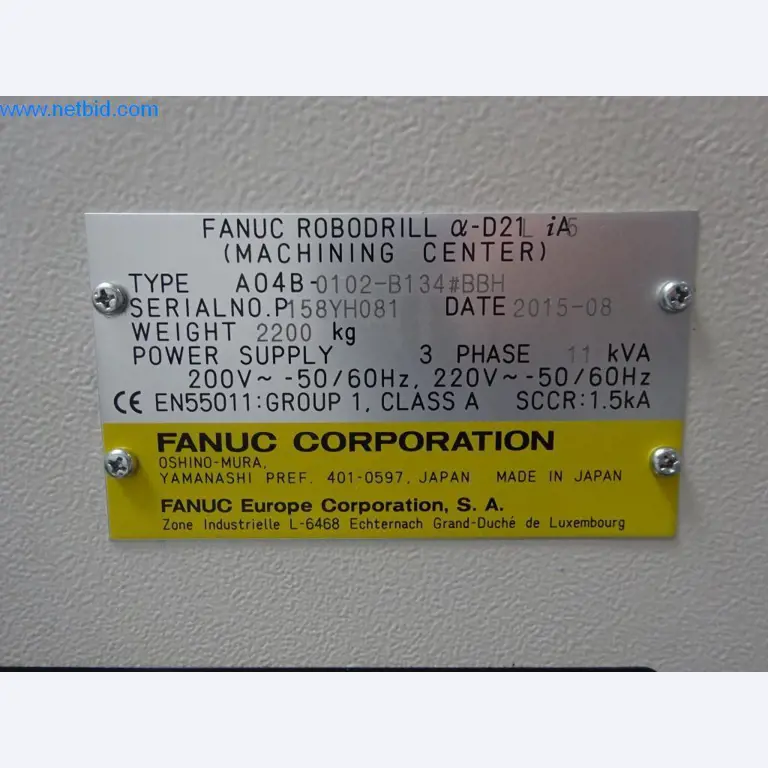 www.netbid.com
FANUC ROBODRILL α-D21L iA5
(MACHINING CENTER)
TYPE A04B-0102-B134#BBH
SERIALNO.P158YH081 DATE 2015-08
WEIGHT 2200 kg
POWER SUPPLY 3 PHASE 11 kVA
200V~ -50/60Hz, 220V~ -50/60Hz
CE EN55011:GROUP 1, CLASS A SCCR:1.5kA
FANUC CORPORATION
OSHINO-MURA,
YAMANASHI PREF. 401-0597, JAPAN MADE IN JAPAN
FANUC Europe Corporation, S. A.
Zone Industrielle L-6468 Echternach Grand-Duché de Luxembourg